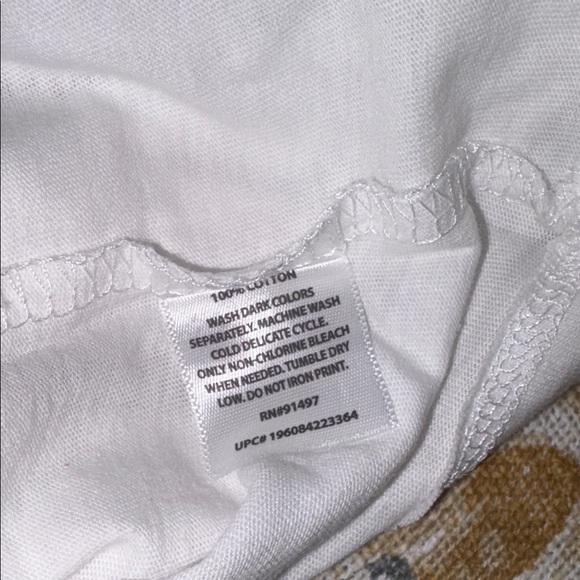 100% COTTON
WASH DARK COLORS
SEPARATELY. MACHINE WASH
COLD DELICATE CYCLE.
ONLY NON-CHLORINE BLEACH
WHEN NEEDED. TUMBLE DRY
LOW. DO NOT IRON PRINT.
RN#91497
UPC# 196084223364